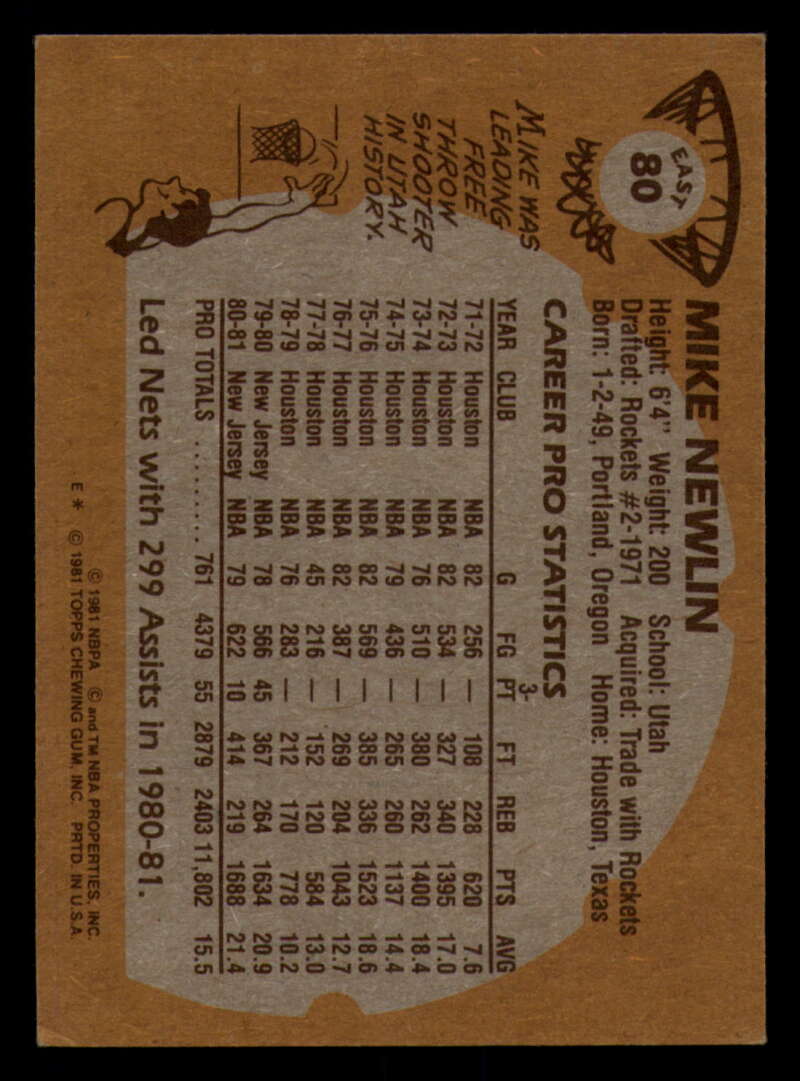 EAST
80
MIKE NEWLIN
Height: 6'4" Weight: 200 School: Utah
Drafted: Rockets #2-1971 Acquired: Trade with Rockets
Born: 1-2-49, Portland, Oregon Home: Houston, Texas
MIKE WAS
LEADING
FREE
THROW
SHOOTER
IN UTAH
HISTORY.
CAREER PRO STATISTICS
3-
YEAR CLUB G FG PT FT REB PTS AVG
71-72 Houston NBA 82 256 — 108 228 620 7.6
72-73 Houston NBA 82 534 — 327 340 1395 17.0
73-74 Houston NBA 76 510 — 380 262 1400 18.4
74-75 Houston NBA 79 436 — 265 260 1137 14.4
75-76 Houston NBA 82 569 — 385 336 1523 18.6
76-77 Houston NBA 82 387 — 269 204 1043 12.7
77-78 Houston NBA 45 216 — 152 120 584 13.0
78-79 Houston NBA 76 283 — 212 170 778 10.2
79-80 New Jersey NBA 78 566 45 367 264 1634 20.9
80-81 New Jersey NBA 79 622 10 414 219 1688 21.4
PRO TOTALS .......... 761 4379 55 2879 2403 11,802 15.5
Led Nets with 299 Assists in 1980-81.
© 1981 NBPA © and TM NBA PROPERTIES, INC.
E * © 1981 TOPPS CHEWING GUM, INC. PRTD. IN U.S.A.